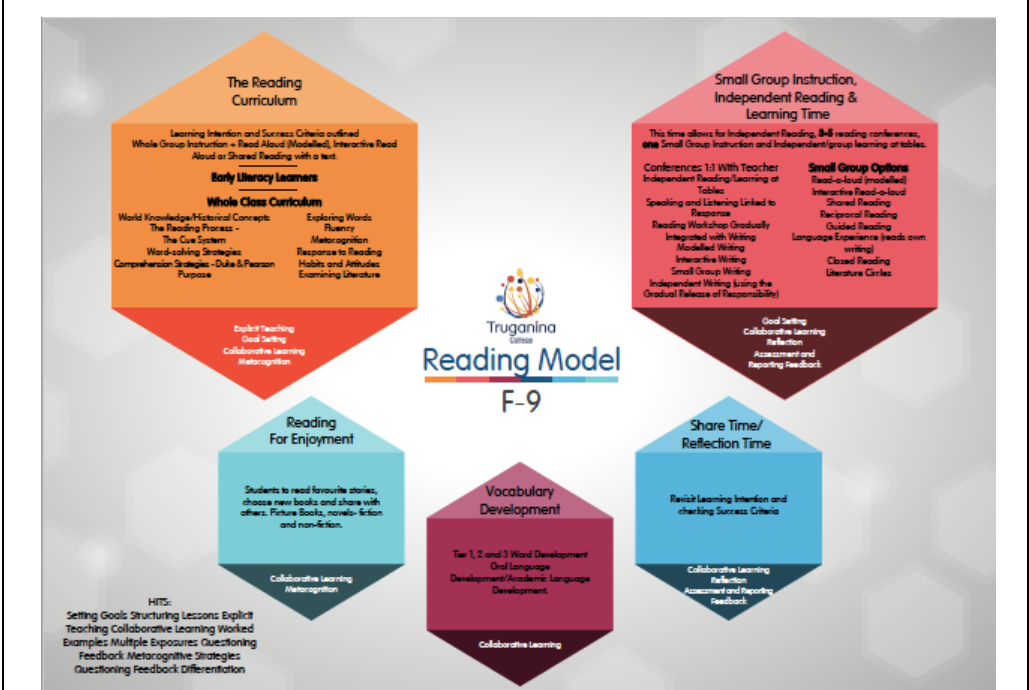 The Reading
Curriculum
Learning Intention and Success Criteria outlined
Whole Group Instruction + Read Aloud (Modelled), Interactive Read
Aloud or Shared Reading with a text.
Early Literacy Learners
Whole Class Curriculum
World Knowledge/Historical Concepts
The Reading Process -
The Cue System
Word-solving Strategies
Comprehension Strategies - Duke & Pearson
Purpose
Exploring Words
Fluency
Metacognition
Response to Reading
Habits and Attitudes
Examining Literature
Explicit Teaching
Goal Setting
Collaborative Learning
Metacognition
Small Group Instruction,
Independent Reading &
Learning Time
This time allows for Independent Reading, 3-5 reading conferences,
one Small Group Instruction and Independent/group learning at tables.
Conferences 1:1 With Teacher
Independent Reading/Learning at
Tables
Speaking and Listening Linked to
Response
Reading Workshop Gradually
Integrated with Writing
Modelled Writing
Interactive Writing
Small Group Writing
Independent Writing (using the
Gradual Release of Responsibility)
Small Group Options
Read-a-loud (modelled)
Interactive Read-a-loud
Shared Reading
Reciprocal Reading
Guided Reading
Language Experience (reads own
writing)
Closed Reading
Literature Circles
Goal Setting
Collaborative Learning
Reflection
Assessment and
Reporting Feedback
Truganina
College
Reading Model
F-9
Reading
For Enjoyment
Students to read favourite stories,
choose new books and share with
others. Picture Books, novels- fiction
and non-fiction.
Collaborative Learning
Metacognition
Vocabulary
Development
Tier 1, 2 and 3 Word Development
Oral Language
Development/Academic Language
Development
Collaborative Learning
Share Time/
Reflection Time
Revisit Learning Intention and
checking Success Criteria
Collaborative Learning
Reflection
Assessment and Reporting
Feedback
HITS:
Setting Goals Structuring Lessons Explicit
Teaching Collaborative Learning Worked
Examples Multiple Exposures Questioning
Feedback Metacognitive Strategies
Questioning Feedback Differentiation